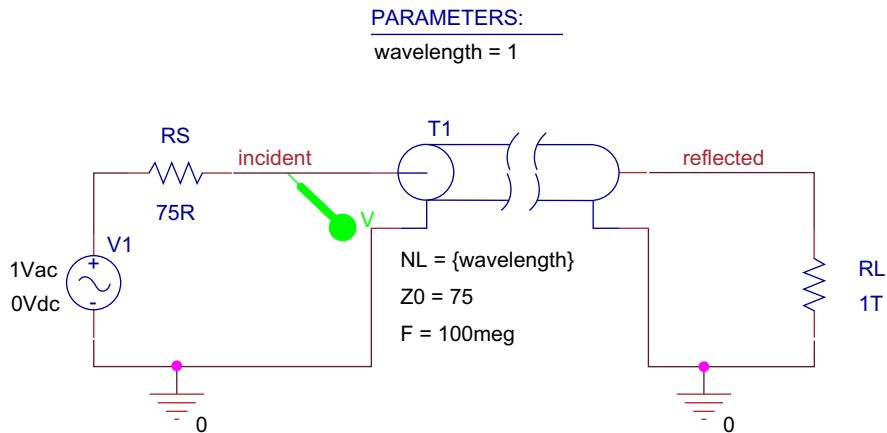 PARAMETERS:
wavelength = 1
T1
RS
incident
reflected
75R
V
V1
+
1Vac
0Vdc
-
NL = {wavelength}
Z0 = 75
F = 100meg
RL
1T
0
0